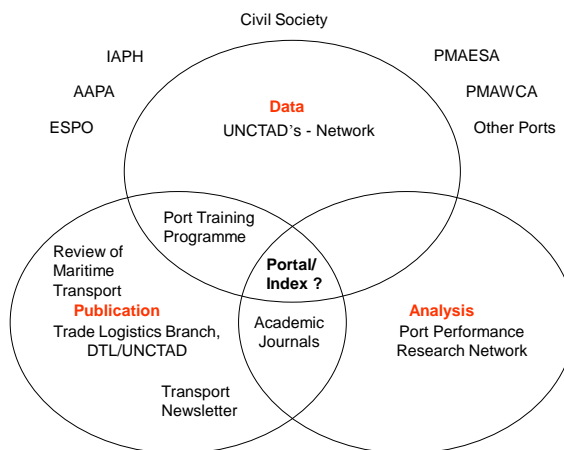 Civil Society
IAPH
PMAESA
AAPA
PMAWCA
ESPO
Other Ports
Data
UNCTAD's - Network
Port Training
Programme
Review of
Maritime
Transport
Portal/
Index ?
Publication
Trade Logistics Branch,
DTL/UNCTAD
Academic
Journals
Analysis
Port Performance
Research Network
Transport
Newsletter